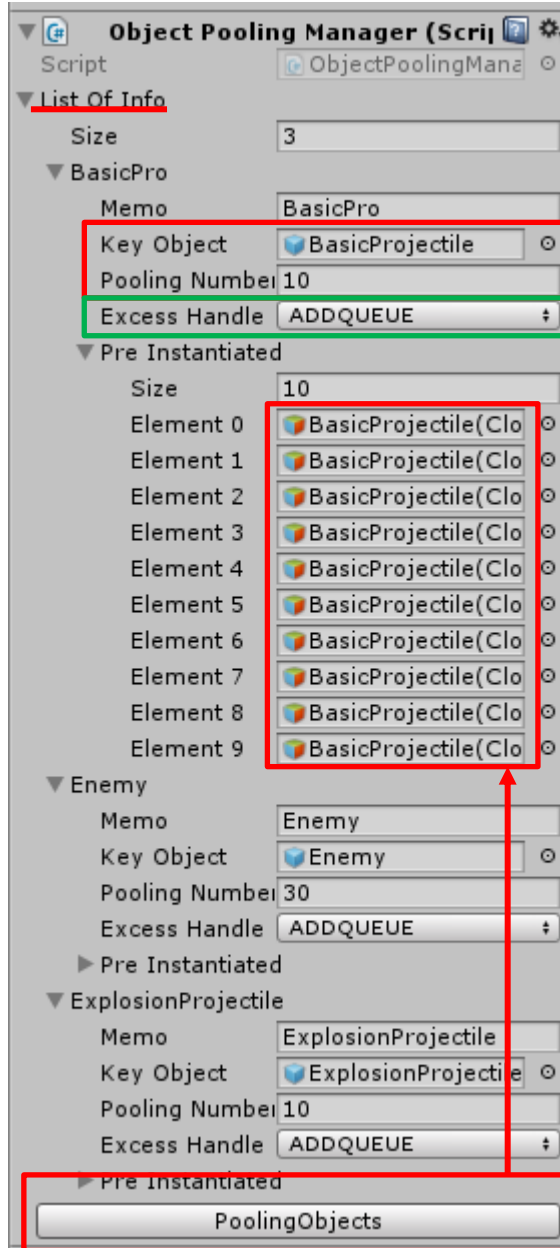 Object Pooling Manager (Scri
Script ObjectPoolingMana
List Of Info
Size 3
BasicPro
Memo BasicPro
Key Object BasicProjectile
Pooling Number 10
Excess Handle ADDQUEUE
Pre Instantiated
Size 10
Element 0 BasicProjectile(Clo
Element 1 BasicProjectile(Clo
Element 2 BasicProjectile(Clo
Element 3 BasicProjectile(Clo
Element 4 BasicProjectile(Clo
Element 5 BasicProjectile(Clo
Element 6 BasicProjectile(Clo
Element 7 BasicProjectile(Clo
Element 8 BasicProjectile(Clo
Element 9 BasicProjectile(Clo
Enemy
Memo Enemy
Key Object Enemy
Pooling Number 30
Excess Handle ADDQUEUE
Pre Instantiated
ExplosionProjectile
Memo ExplosionProjectile
Key Object ExplosionProjectile
Pooling Number 10
Excess Handle ADDQUEUE
Pre Instantiated
PoolingObjects